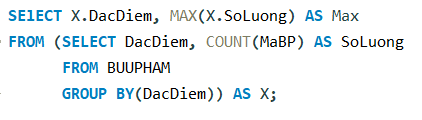 SElECT X.DacDiem, MAX(X.SoLuong) AS Max
FROM (SELECT DacDiem, COUNT(MaBP) AS SoLuong
FROM BUUPHAM
GROUP BY(DacDiem)) AS X;